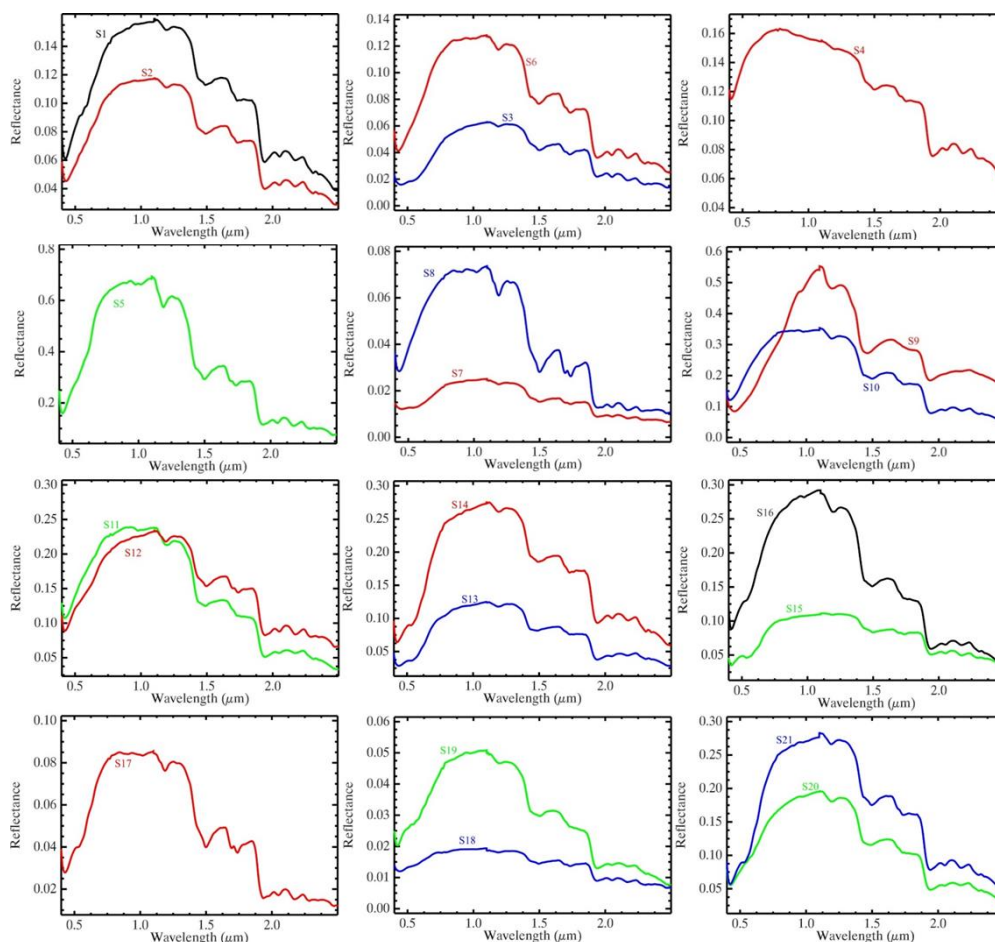 S1
S2
Reflectance
0.14
0.12
0.10
0.08
0.06
0.04
0.5
1.0
1.5
2.0
Wavelength (μm)
S6
S3
Reflectance
0.14
0.12
0.10
0.08
0.06
0.04
0.02
0.00
0.5
1.0
1.5
2.0
Wavelength (μm)
S4
Reflectance
0.16
0.14
0.12
0.10
0.08
0.06
0.04
0.5
1.0
1.5
2.0
Wavelength (μm)
S5
Reflectance
0.8
0.6
0.4
0.2
0.5
1.0
1.5
2.0
Wavelength (μm)
S8
S7
Reflectance
0.08
0.06
0.04
0.02
0.00
0.5
1.0
1.5
2.0
Wavelength (μm)
S9
S10
Reflectance
0.6
0.5
0.4
0.3
0.2
0.1
0.0
0.5
1.0
1.5
2.0
Wavelength (μm)
S11
S12
Reflectance
0.30
0.25
0.20
0.15
0.10
0.05
0.5
1.0
1.5
2.0
Wavelength (μm)
S14
S13
Reflectance
0.30
0.25
0.20
0.15
0.10
0.05
0.5
1.0
1.5
2.0
Wavelength (μm)
S16
S15
Reflectance
0.30
0.25
0.20
0.15
0.10
0.05
0.5
1.0
1.5
2.0
Wavelength (μm)
S17
Reflectance
0.10
0.08
0.06
0.04
0.02
0.5
1.0
1.5
2.0
Wavelength (μm)
S19
S18
Reflectance
0.06
0.05
0.04
0.03
0.02
0.01
0.00
0.5
1.0
1.5
2.0
Wavelength (μm)
S21
S20
Reflectance
0.30
0.25
0.20
0.15
0.10
0.05
0.5
1.0
1.5
2.0
Wavelength (μm)